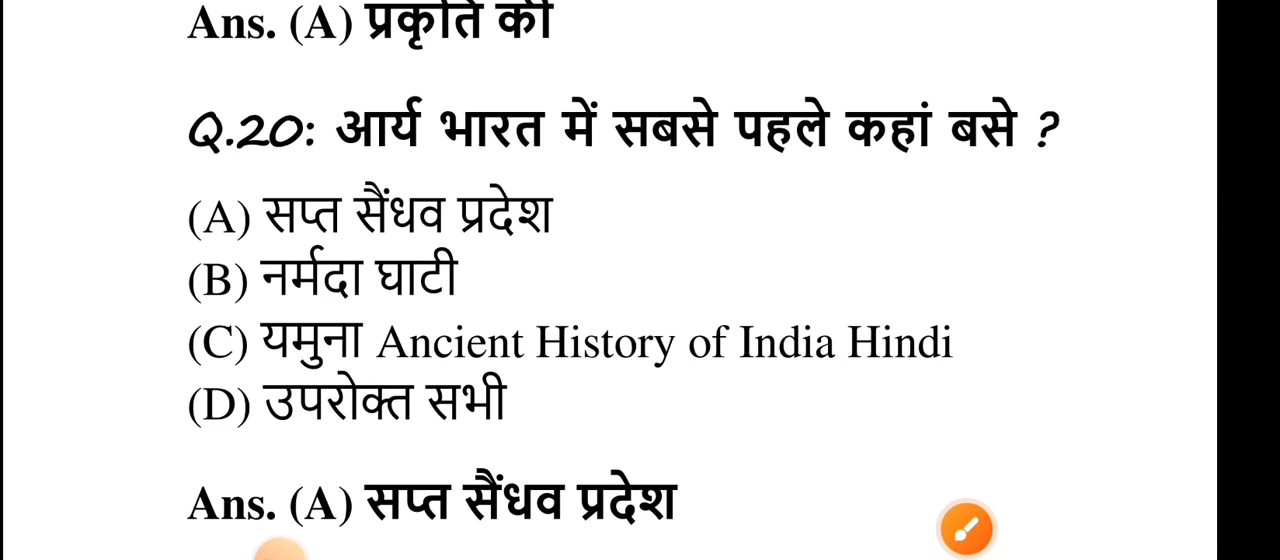 Ans. (A) प्रकृति की
Q.20: आर्य भारत में सबसे पहले कहां बसे ?
(A) सप्त सैंधव प्रदेश
(B) नर्मदा घाटी
(C) यमुना Ancient History of India Hindi
(D) उपरोक्त सभी
Ans. (A) सप्त सैंधव प्रदेश